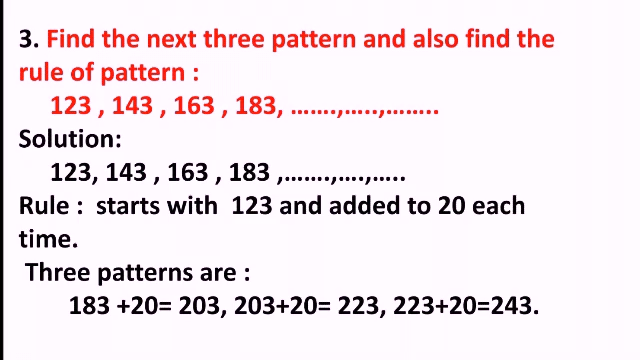 3. Find the next three pattern and also find the
rule of pattern :
123 , 143 , 163 , 183, …….,…..,……..
Solution:
123, 143 , 163 , 183 ,…….,….,…..
Rule : starts with 123 and added to 20 each
time.
Three patterns are :
183 +20= 203, 203+20= 223, 223+20=243.